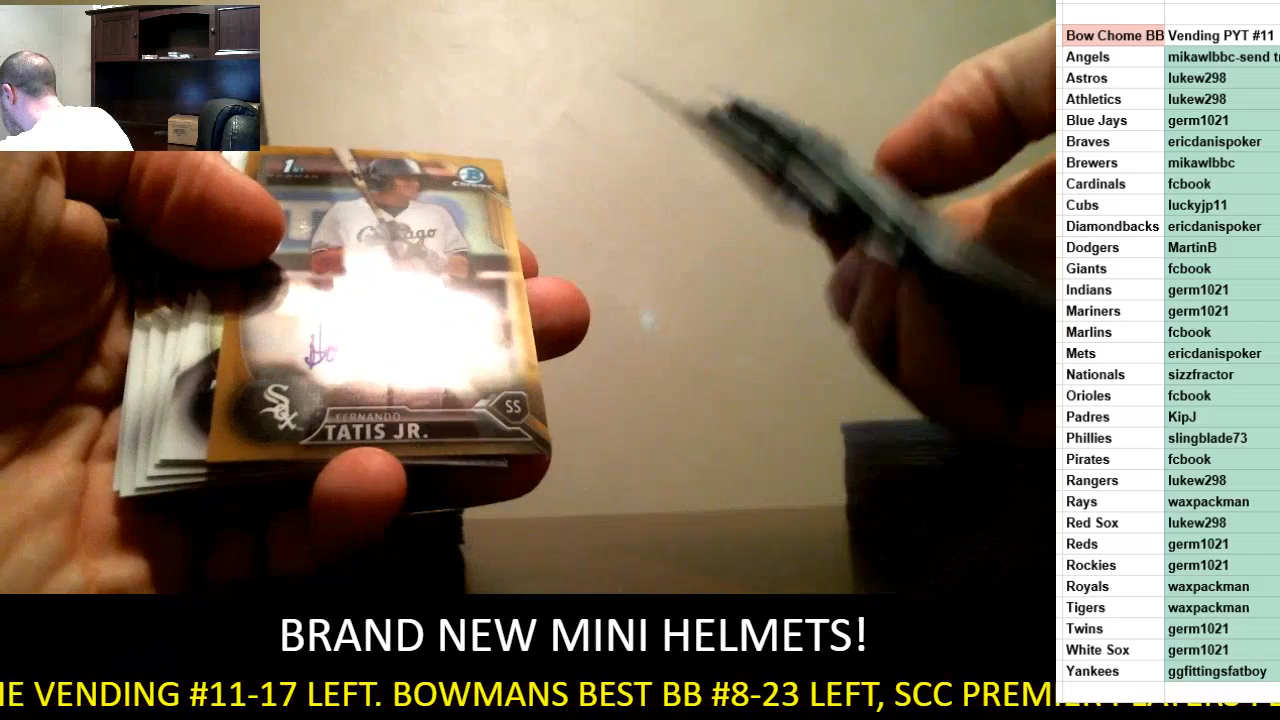 1ST
BOWMAN
CHROME
Chicago
SOX
FERNANDO
TATIS JR.
SS
Bow Chome BB Vending PYT #11
Angels mikawlbbc-send
Astros lukew298
Athletics lukew298
Blue Jays germ1021
Braves ericdanispoker
Brewers mikawlbbc
Cardinals fcbook
Cubs luckyjp11
Diamondbacks ericdanispoker
Dodgers MartinB
Giants fcbook
Indians germ1021
Mariners germ1021
Marlins fcbook
Mets ericdanispoker
Nationals sizzfractor
Orioles fcbook
Padres KipJ
Phillies slingblade73
Pirates fcbook
Rangers lukew298
Rays waxpackman
Red Sox lukew298
Reds germ1021
Rockies germ1021
Royals waxpackman
Tigers waxpackman
Twins germ1021
White Sox germ1021
Yankees ggfittingsfatboy
BRAND NEW MINI HELMETS!
VENDING #11-17 LEFT. BOWMANS BEST BB #8-23 LEFT, SCC